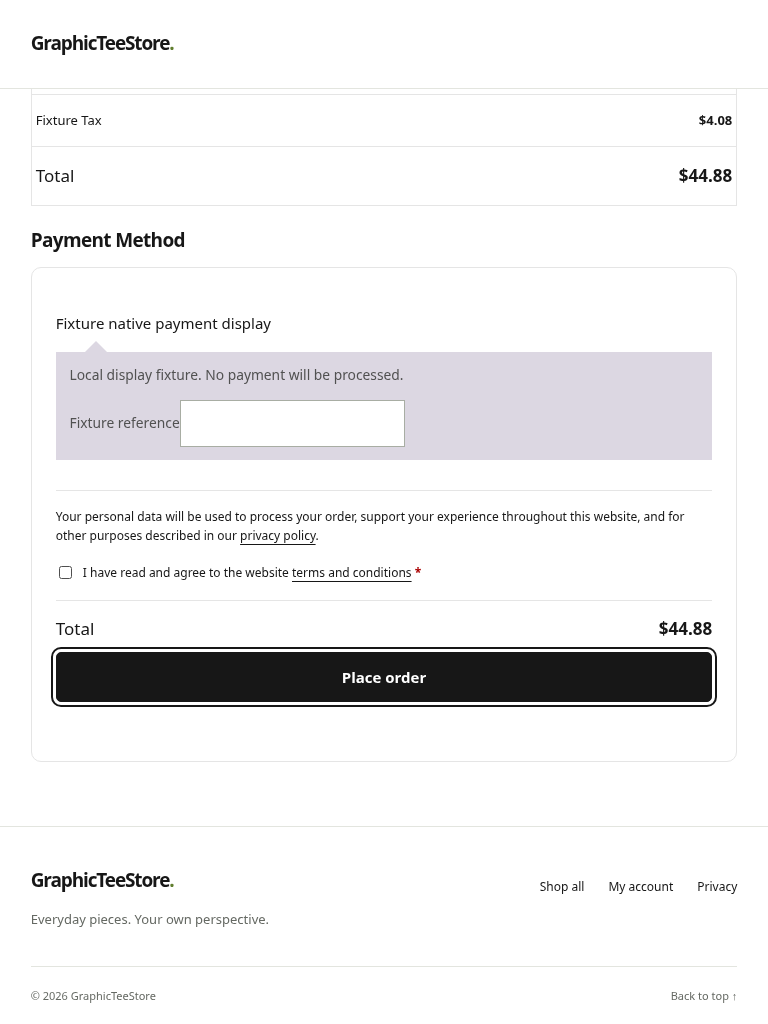 GraphicTeeStore.
Fixture Tax $4.08
Total $44.88
Payment Method
Fixture native payment display
Local display fixture. No payment will be processed.
Fixture reference
Your personal data will be used to process your order, support your experience throughout this website, and for
other purposes described in our privacy policy.
I have read and agree to the website terms and conditions *
Total $44.88
Place order
GraphicTeeStore.
Shop all My account Privacy
Everyday pieces. Your own perspective.
© 2026 GraphicTeeStore Back to top ↑